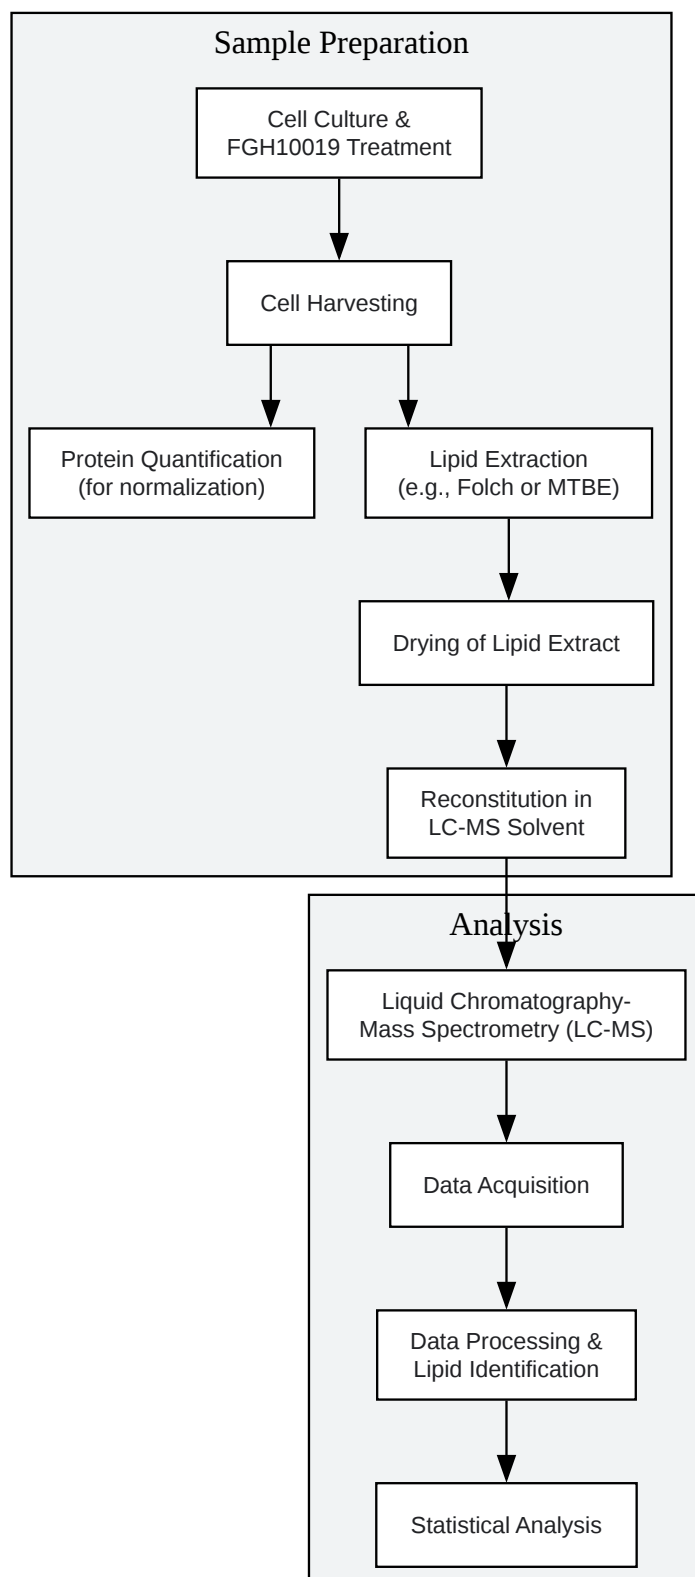 Sample Preparation
Cell Culture &
FGH10019 Treatment
Cell Harvesting
Protein Quantification
(for normalization)
Lipid Extraction
(e.g., Folch or MTBE)
Drying of Lipid Extract
Reconstitution in
LC-MS Solvent
Analysis
Liquid Chromatography-
Mass Spectrometry (LC-MS)
Data Acquisition
Data Processing &
Lipid Identification
Statistical Analysis